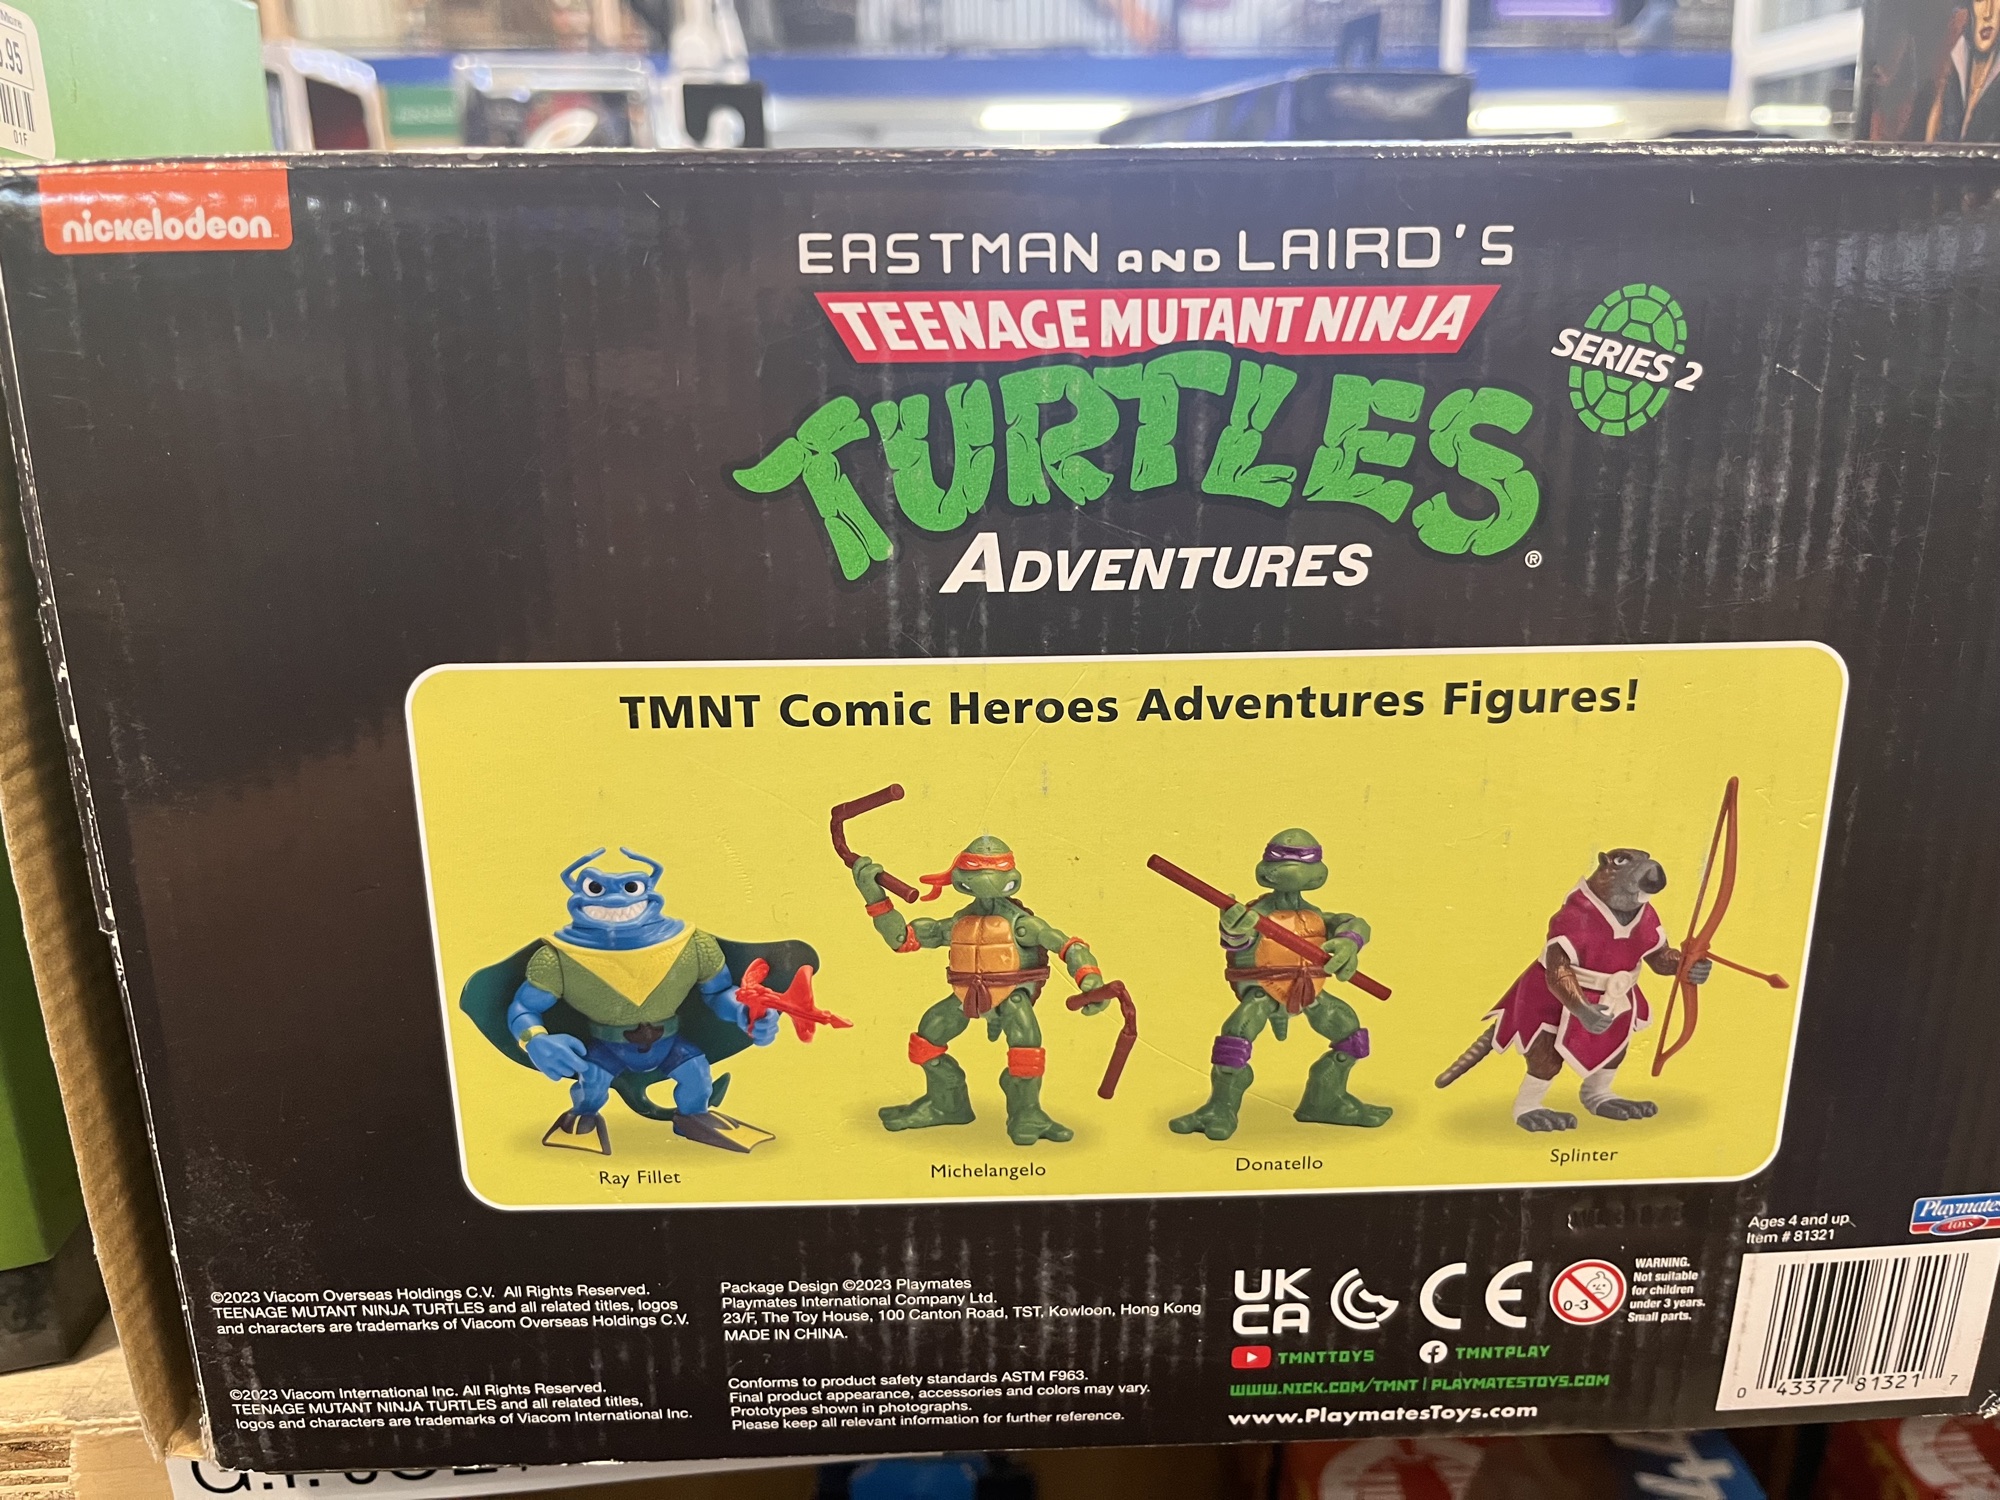 .95
01F
nickelodeon
EASTMAN AND LAIRD'S
TEENAGE MUTANT NINJA
TURTLES
ADVENTURES
®
SERIES 2
TMNT Comic Heroes Adventures Figures!
Ray Fillet
Michelangelo
Donatello
Splinter
Ages 4 and up
Item # 81321
Playmates
TOYS
©2023 Viacom Overseas Holdings C.V. All Rights Reserved.
TEENAGE MUTANT NINJA TURTLES and all related titles, logos
and characters are trademarks of Viacom Overseas Holdings C.V.
©2023 Viacom International Inc. All Rights Reserved.
TEENAGE MUTANT NINJA TURTLES and all related titles,
logos and characters are trademarks of Viacom International Inc.
Package Design ©2023 Playmates
Playmates International Company Ltd.
23/F, The Toy House, 100 Canton Road, TST, Kowloon, Hong Kong
MADE IN CHINA.
Conforms to product safety standards ASTM F963.
Final product appearance, accessories and colors may vary.
Prototypes shown in photographs.
Please keep all relevant information for further reference.
UK
CA
CE
0-3
WARNING.
Not suitable
for children
under 3 years.
Small parts.
TMNTTOYS
TMNTPLAY
WWW.NICK.COM/TMNT | PLAYMATESTOYS.COM
www.PlaymatesToys.com
0 43377 81321 7